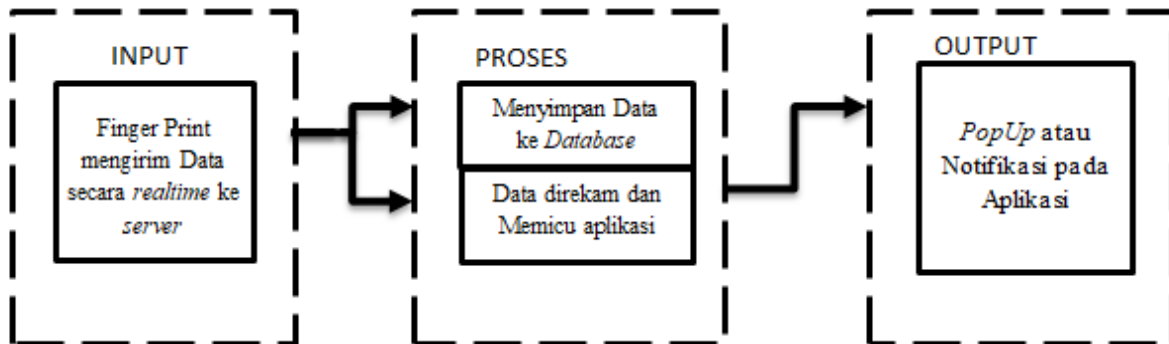 INPUT
Finger Print
mengirim Data
secara realtime ke
server
PROSES
Menyimpan Data
ke Database
Data direkam dan
Memicu aplikasi
OUTPUT
PopUp atau
Notifikasi pada
Aplikasi